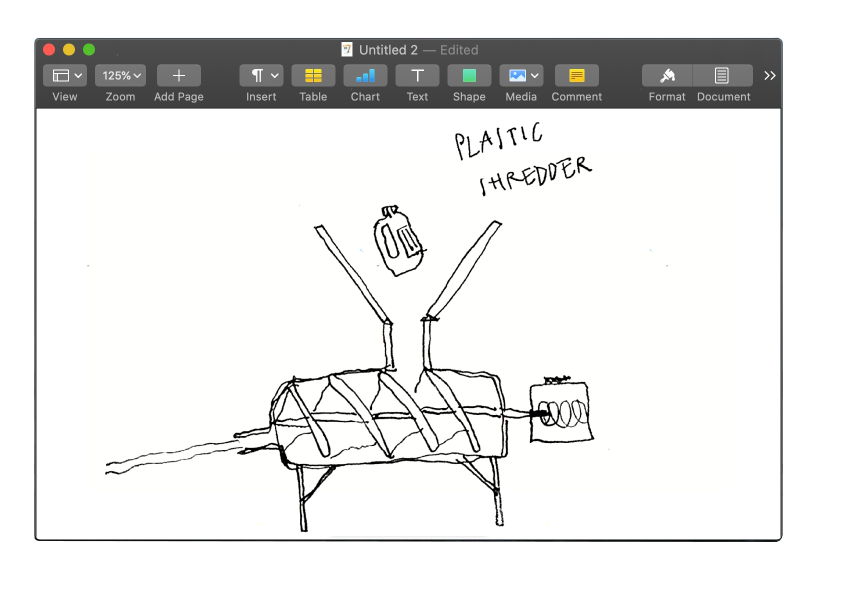 Untitled 2 — Edited
125%
View Zoom Add Page Insert Table Chart Text Shape Media Comment Format Document
PLASTIC
SHREDDER